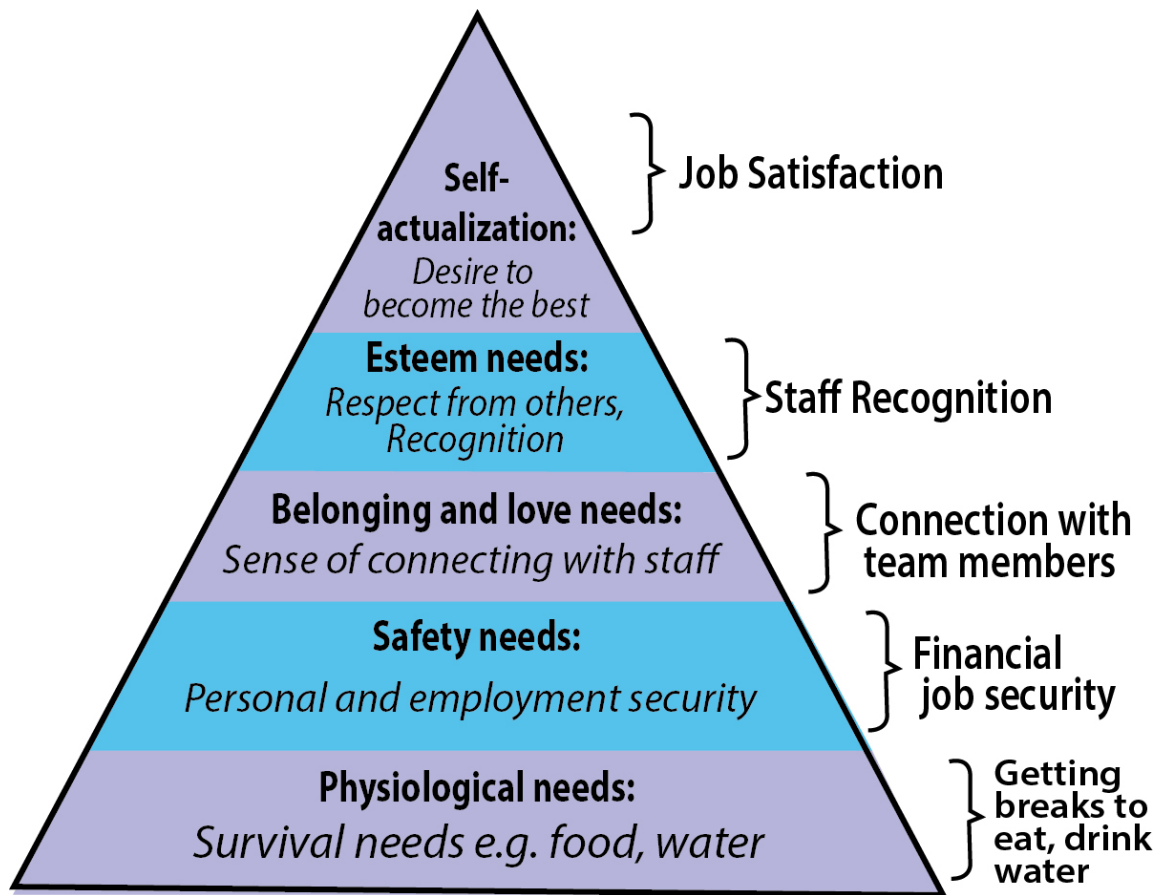 Self-
actualization:
Desire to
become the best
Job Satisfaction
Esteem needs:
Respect from others,
Recognition
Staff Recognition
Belonging and love needs:
Sense of connecting with staff
Connection with
team members
Safety needs:
Personal and employment security
Financial
job security
Physiological needs:
Survival needs e.g. food, water
Getting
breaks to
eat, drink
water